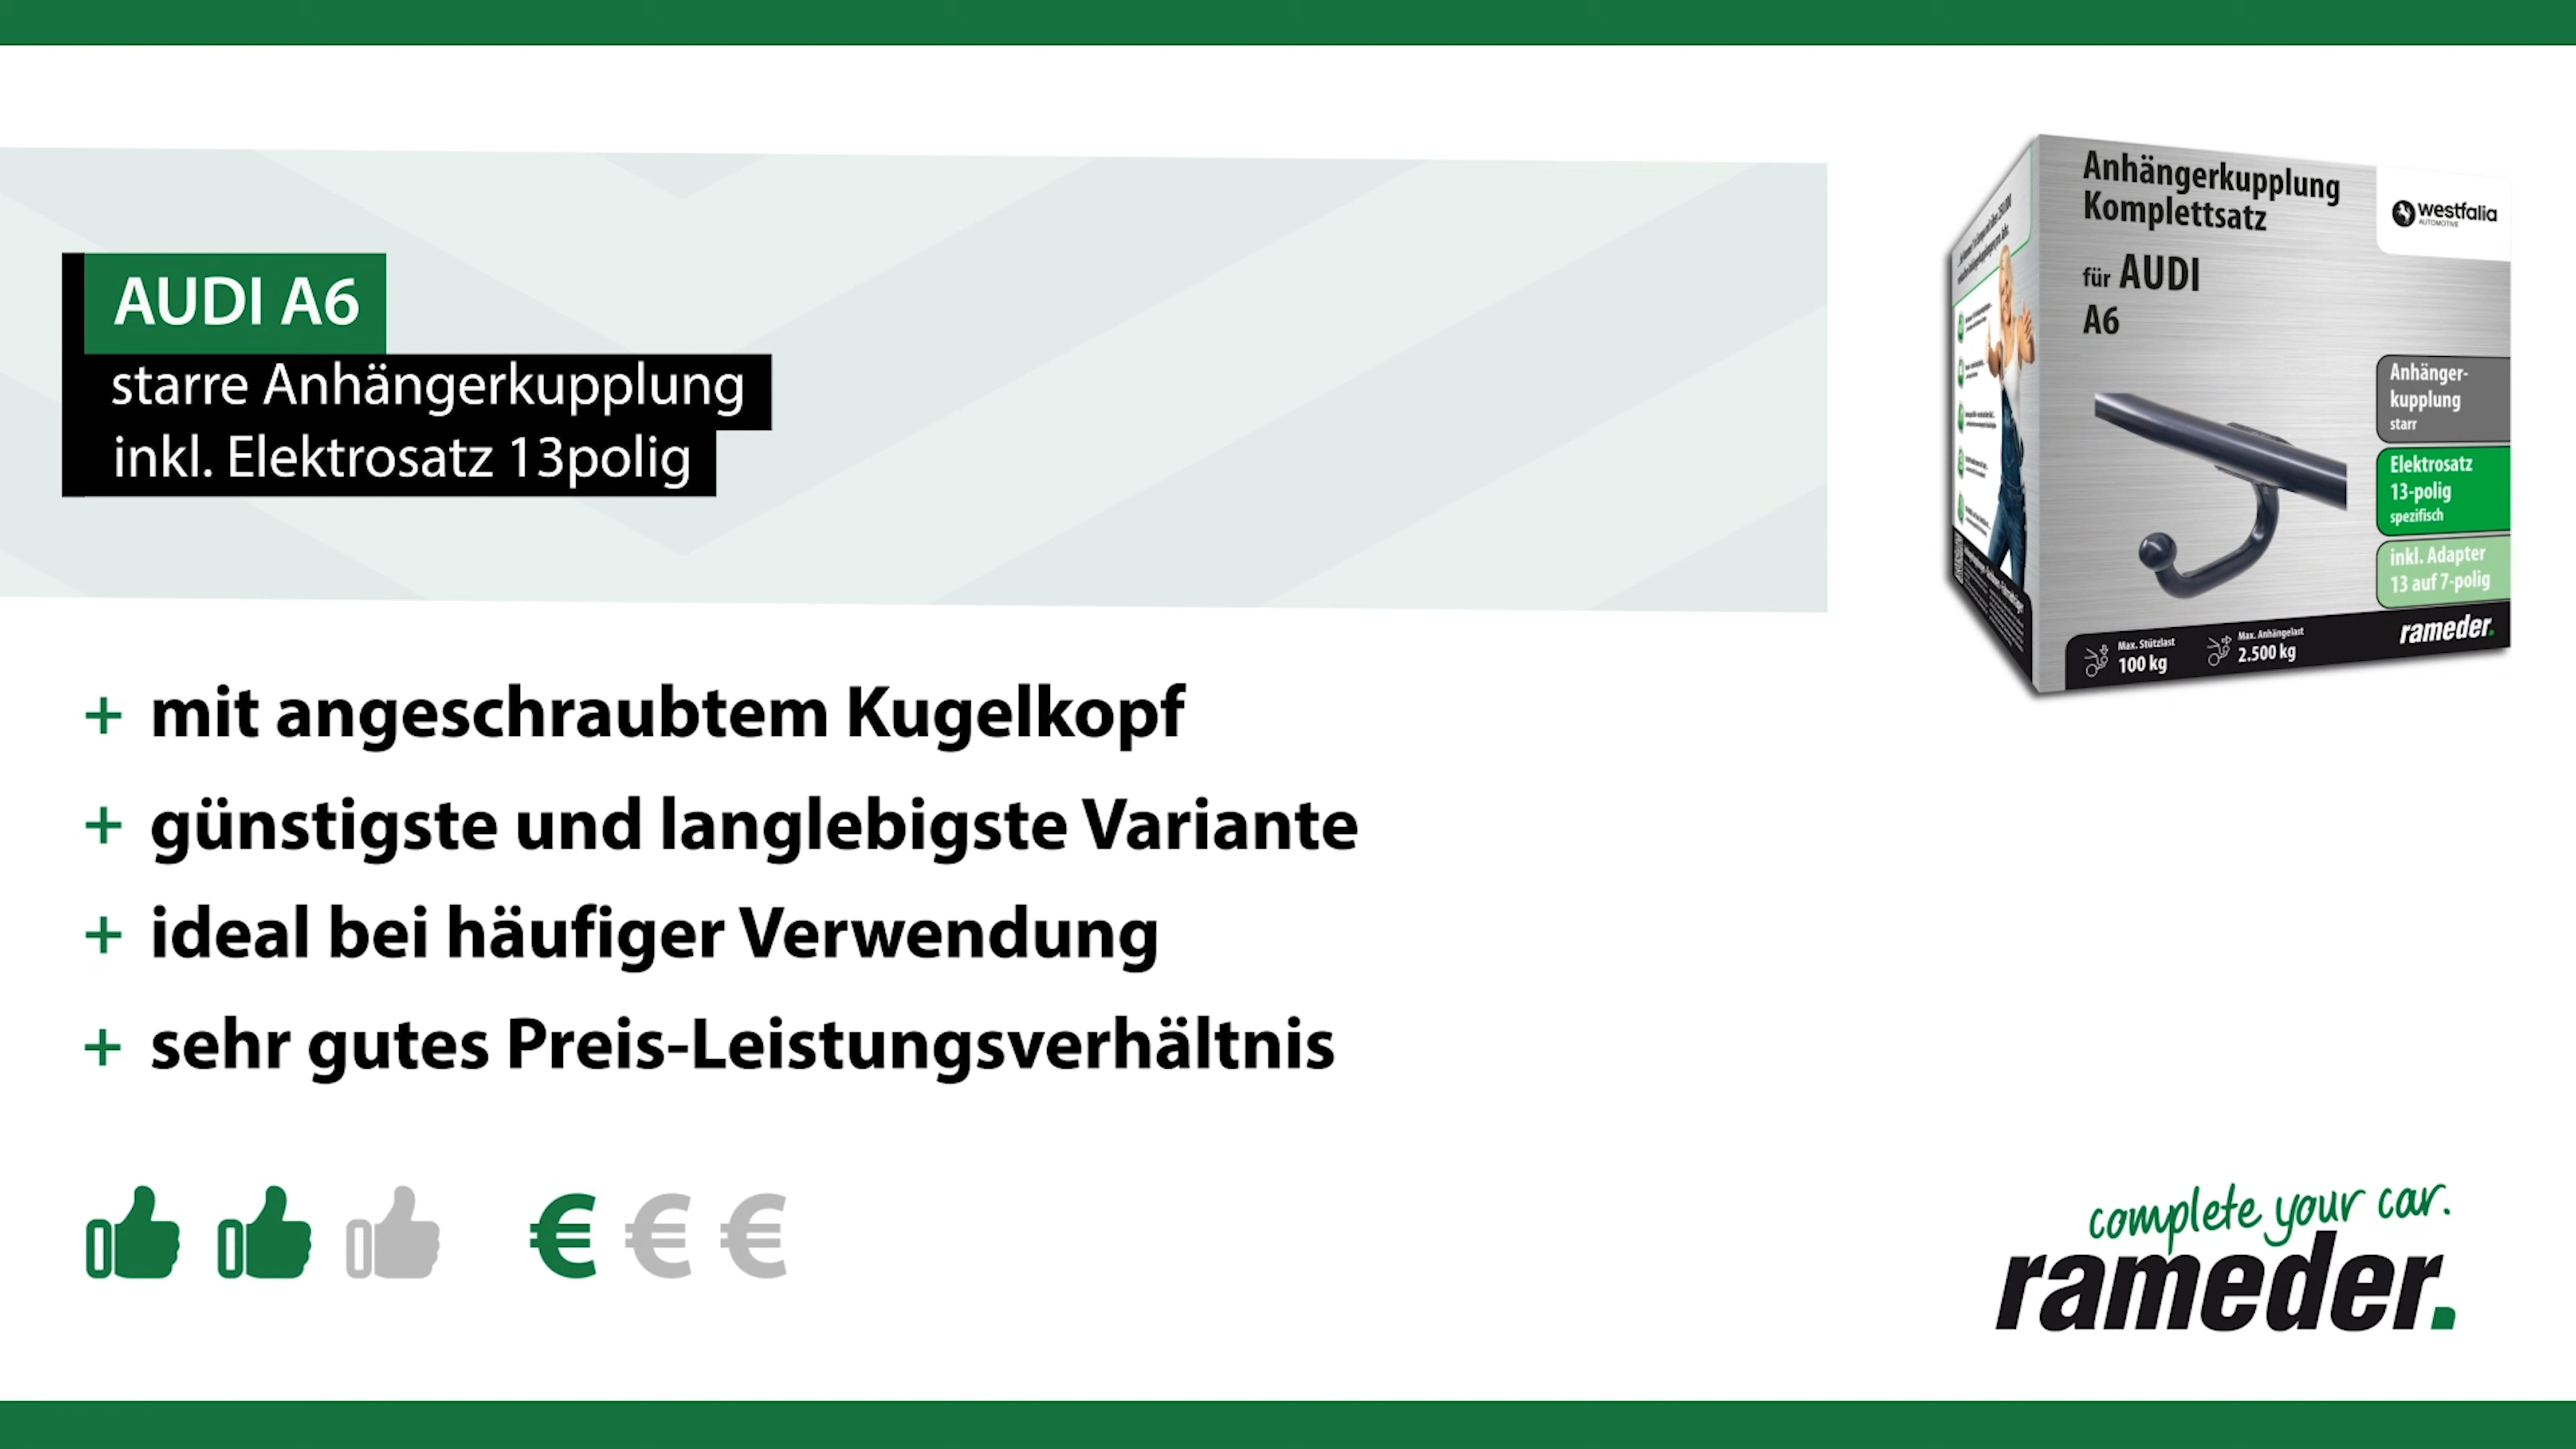 AUDI A6
starre Anhängerkupplung
inkl. Elektrosatz 13polig
Anhängerkupplung
Komplettsatz
für AUDI
A6
westfalia
AUTOMOTIVE
Anhänger-
kupplung
starr
Elektrosatz
13-polig
spezifisch
inkl. Adapter
13 auf 7-polig
Max. Stützlast
100 kg
Max. Anhängelast
2.500 kg
rameder.
+ mit angeschraubtem Kugelkopf
+ günstigste und langlebigste Variante
+ ideal bei häufiger Verwendung
+ sehr gutes Preis-Leistungsverhältnis
€ € €
complete your car.
rameder.